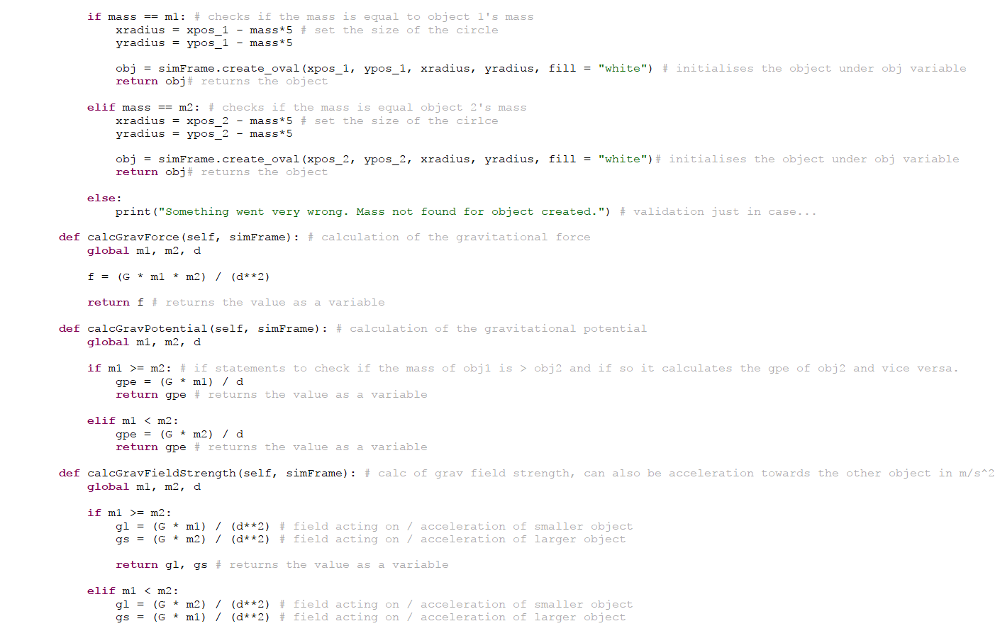 if mass == m1: # checks if the mass is equal to object 1's mass
xradius = xpos_1 - mass*5 # set the size of the circle
yradius = ypos_1 - mass*5
obj = simFrame.create_oval(xpos_1, ypos_1, xradius, yradius, fill = "white") # initialises the object under obj variable
return obj# returns the object
elif mass == m2: # checks if the mass is equal object 2's mass
xradius = xpos_2 - mass*5 # set the size of the cirlce
yradius = ypos_2 - mass*5
obj = simFrame.create_oval(xpos_2, ypos_2, xradius, yradius, fill = "white")# initialises the object under obj variable
return obj# returns the object
else:
print("Something went very wrong. Mass not found for object created.") # validation just in case...
def calcGravForce(self, simFrame): # calculation of the gravitational force
global m1, m2, d
f = (G * m1 * m2) / (d**2)
return f # returns the value as a variable
def calcGravPotential(self, simFrame): # calculation of the gravitational potential
global m1, m2, d
if m1 >= m2: # if statements to check if the mass of obj1 is > obj2 and if so it calculates the gpe of obj2 and vice versa.
gpe = (G * m1) / d
return gpe # returns the value as a variable
elif m1 < m2:
gpe = (G * m2) / d
return gpe # returns the value as a variable
def calcGravFieldStrength(self, simFrame): # calc of grav field strength, can also be acceleration towards the other object in m/s^2
global m1, m2, d
if m1 >= m2:
gl = (G * m1) / (d**2) # field acting on / acceleration of smaller object
gs = (G * m2) / (d**2) # field acting on / acceleration of larger object
return gl, gs # returns the value as a variable
elif m1 < m2:
gl = (G * m2) / (d**2) # field acting on / acceleration of smaller object
gs = (G * m1) / (d**2) # field acting on / acceleration of larger object